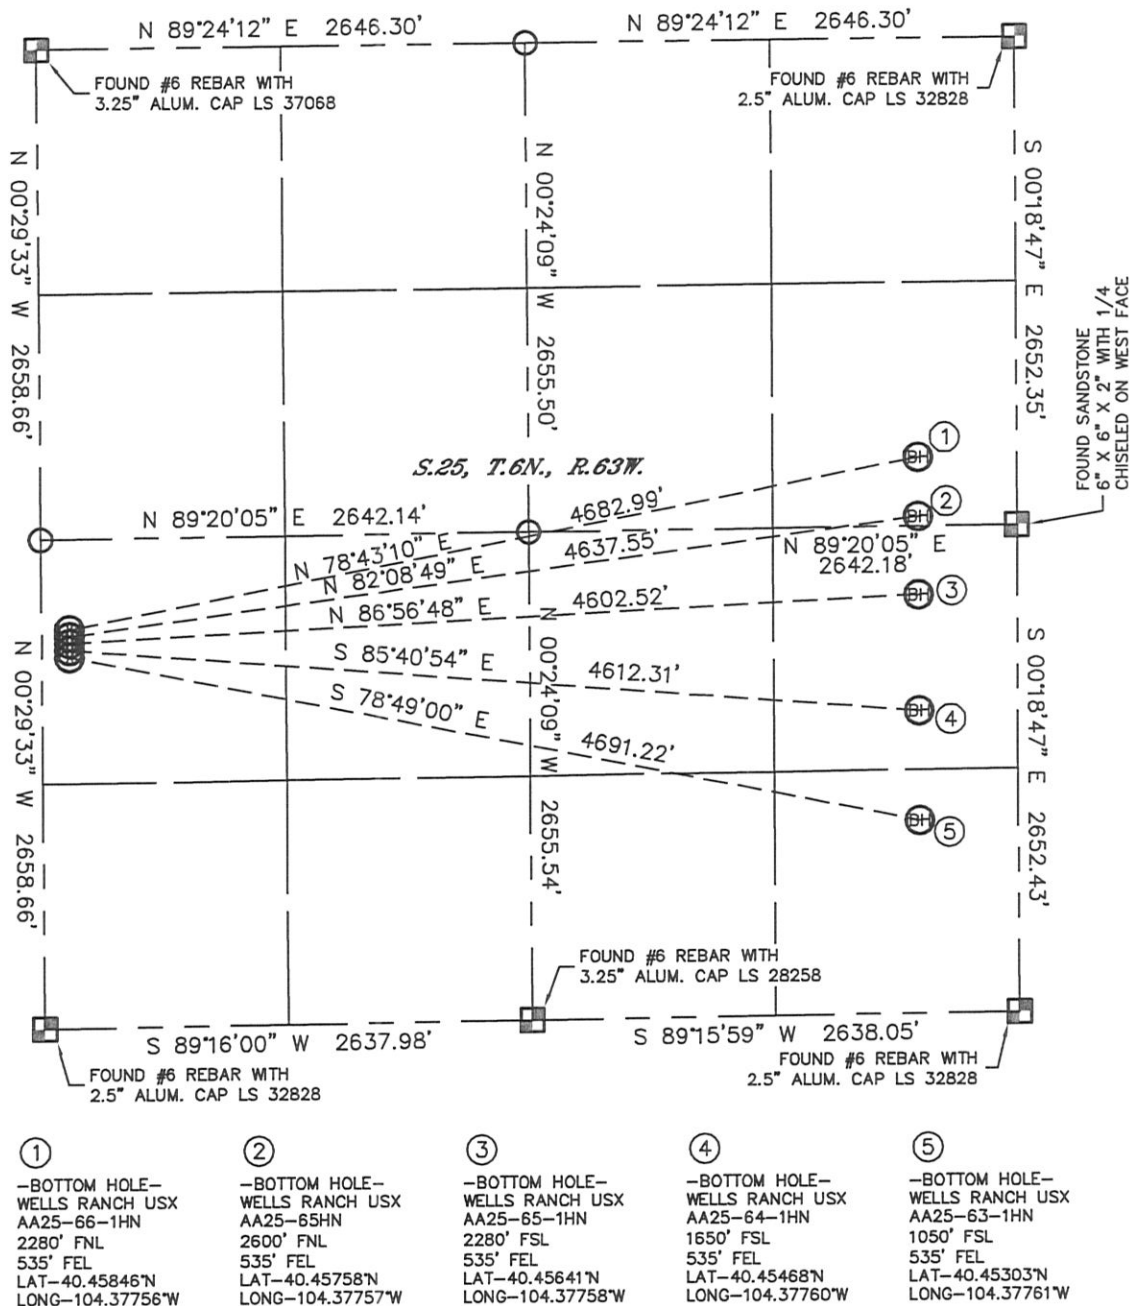 N 89°24'12" E 2646.30'
N 89°24'12" E 2646.30'
FOUND #6 REBAR WITH
3.25" ALUM. CAP LS 37068
FOUND #6 REBAR WITH
2.5" ALUM. CAP LS 32828
N 00°29'33" W 2658.66'
N 00°24'09" W 2655.50'
S 00°18'47" E 2652.35'
FOUND SANDSTONE
6" X 6" X 2" WITH 1/4
CHISELED ON WEST FACE
S.25, T.6N., R.63W.
N 89°20'05" E 2642.14'
N 89°20'05" E
2642.18'
N 78°43'10" E 4682.99'
BH 1
N 82°08'49" E 4637.55'
BH 2
N 86°56'48" E 4602.52'
BH 3
S 85°40'54" E 4612.31'
BH 4
S 78°49'00" E 4691.22'
BH 5
N 00°29'33" W 2658.66'
N 00°24'09" W 2655.54'
S 00°18'47" E 2652.43'
FOUND #6 REBAR WITH
3.25" ALUM. CAP LS 28258
S 89°16'00" W 2637.98'
S 89°15'59" W 2638.05'
FOUND #6 REBAR WITH
2.5" ALUM. CAP LS 32828
FOUND #6 REBAR WITH
2.5" ALUM. CAP LS 32828
1
-BOTTOM HOLE-
WELLS RANCH USX
AA25-66-1HN
2280' FNL
535' FEL
LAT-40.45846°N
LONG-104.37756°W
2
-BOTTOM HOLE-
WELLS RANCH USX
AA25-65HN
2600' FNL
535' FEL
LAT-40.45758°N
LONG-104.37757°W
3
-BOTTOM HOLE-
WELLS RANCH USX
AA25-65-1HN
2280' FSL
535' FEL
LAT-40.45641°N
LONG-104.37758°W
4
-BOTTOM HOLE-
WELLS RANCH USX
AA25-64-1HN
1650' FSL
535' FEL
LAT-40.45468°N
LONG-104.37760°W
5
-BOTTOM HOLE-
WELLS RANCH USX
AA25-63-1HN
1050' FSL
535' FEL
LAT-40.45303°N
LONG-104.37761°W